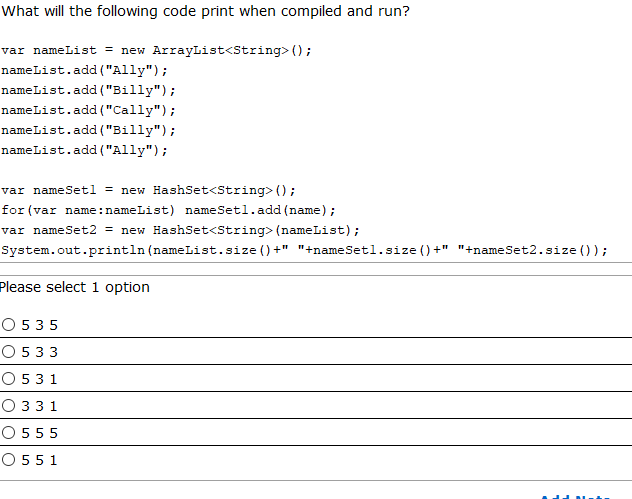 What will the following code print when compiled and run?
var nameList = new ArrayList<String>();
nameList.add("Ally");
nameList.add("Billy");
nameList.add("Cally");
nameList.add("Billy");
nameList.add("Ally");
var nameSet1 = new HashSet<String>();
for(var name:nameList) nameSet1.add(name);
var nameSet2 = new HashSet<String>(nameList);
System.out.println(nameList.size()+" "+nameSet1.size()+" "+nameSet2.size());
Please select 1 option
5 3 5
5 3 3
5 3 1
3 3 1
5 5 5
5 5 1